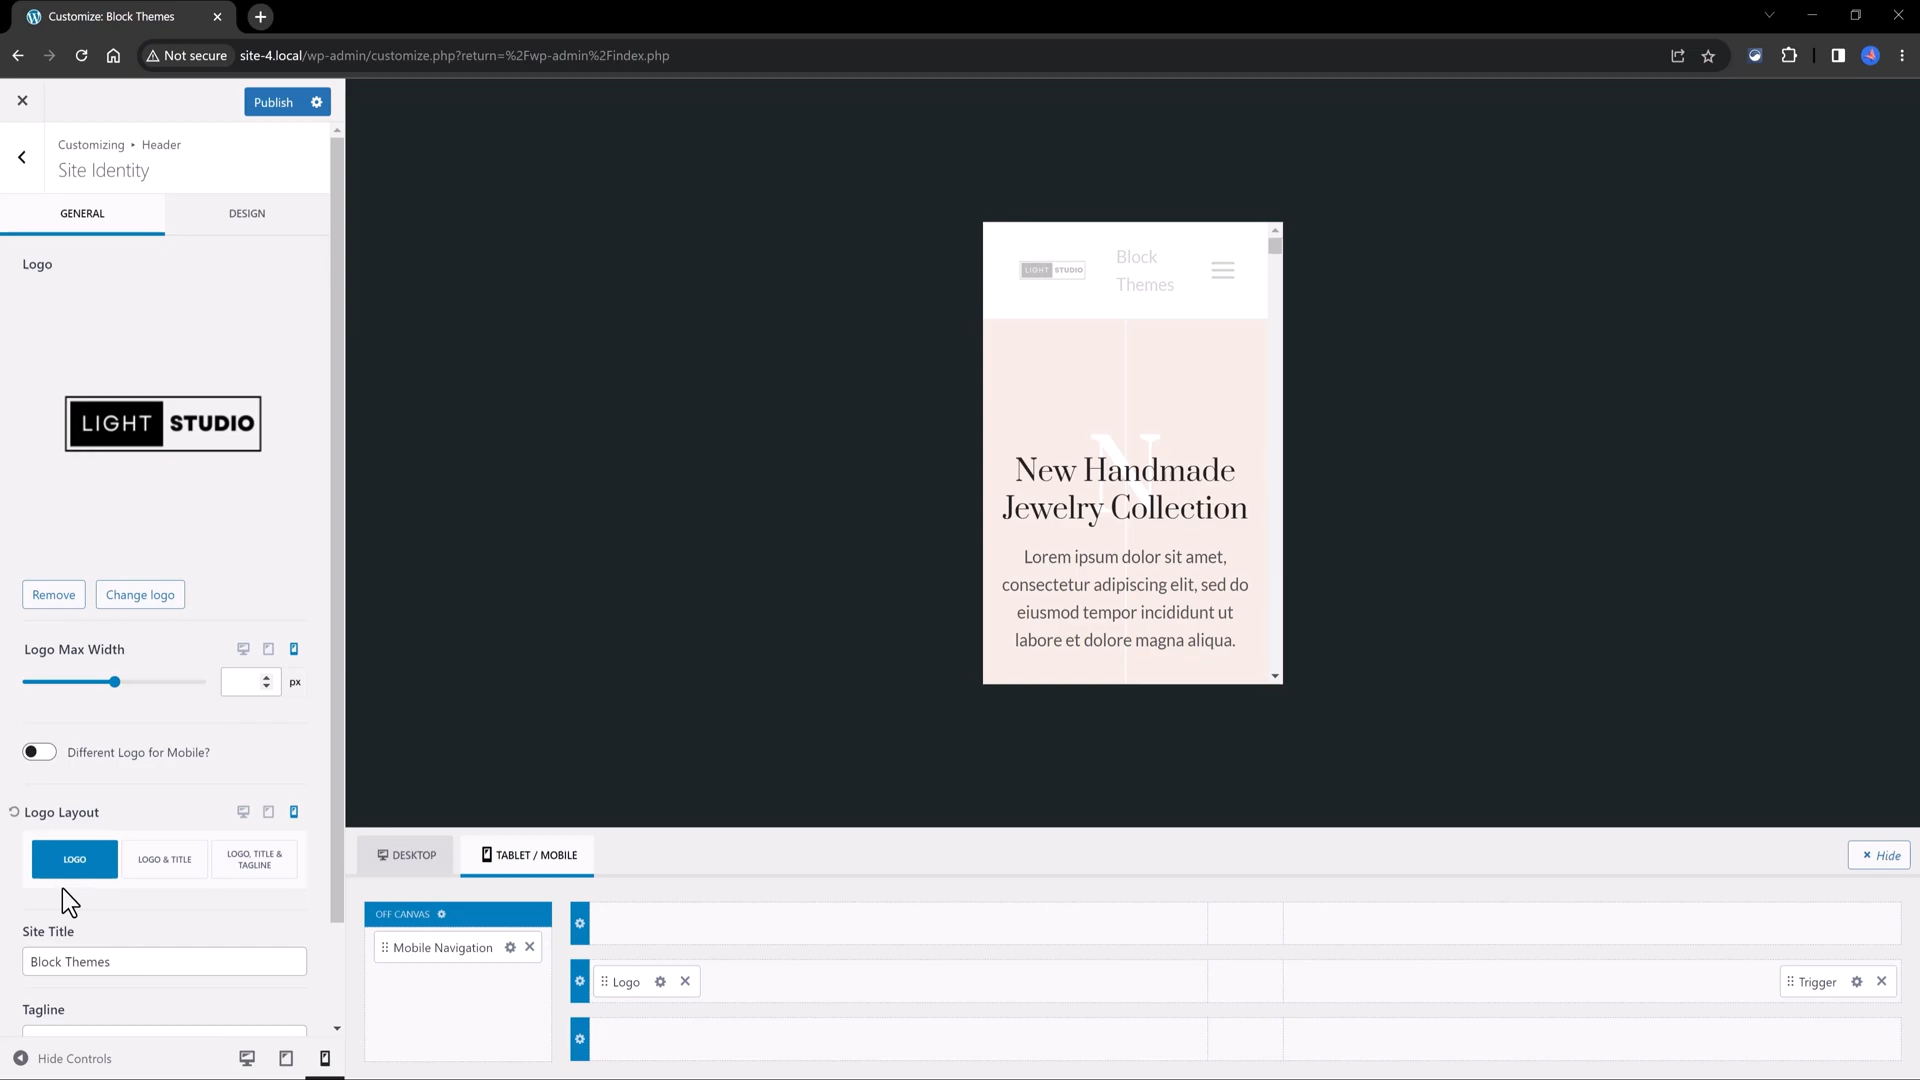 Customize: Block Themes
Not secure
site-4.local/wp-admin/customize.php?return=%2Fwp-admin%2Findex.php
Publish
Customizing ▸ Header
Site Identity
GENERAL
DESIGN
Logo
LIGHT STUDIO
Remove
Change logo
Logo Max Width
px
Different Logo for Mobile?
Logo Layout
LOGO
LOGO & TITLE
LOGO, TITLE &
TAGLINE
Site Title
Block Themes
Tagline
Hide Controls
LIGHT STUDIO
Block
Themes
N
New Handmade
Jewelry Collection
Lorem ipsum dolor sit amet,
consectetur adipiscing elit, sed do
eiusmod tempor incididunt ut
labore et dolore magna aliqua.
DESKTOP
TABLET / MOBILE
× Hide
OFF CANVAS
Mobile Navigation
Logo
Trigger